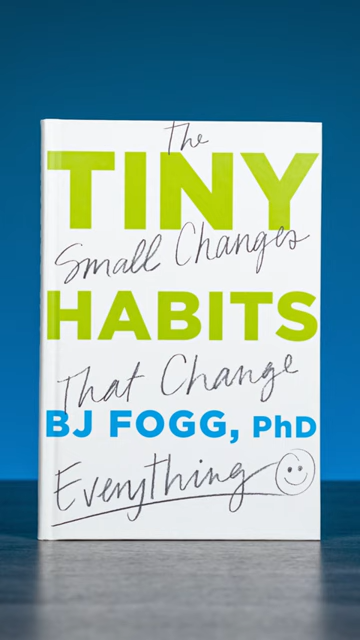 The
TINY
Small Changes
HABITS
That Change
BJ FOGG, PhD
Everything